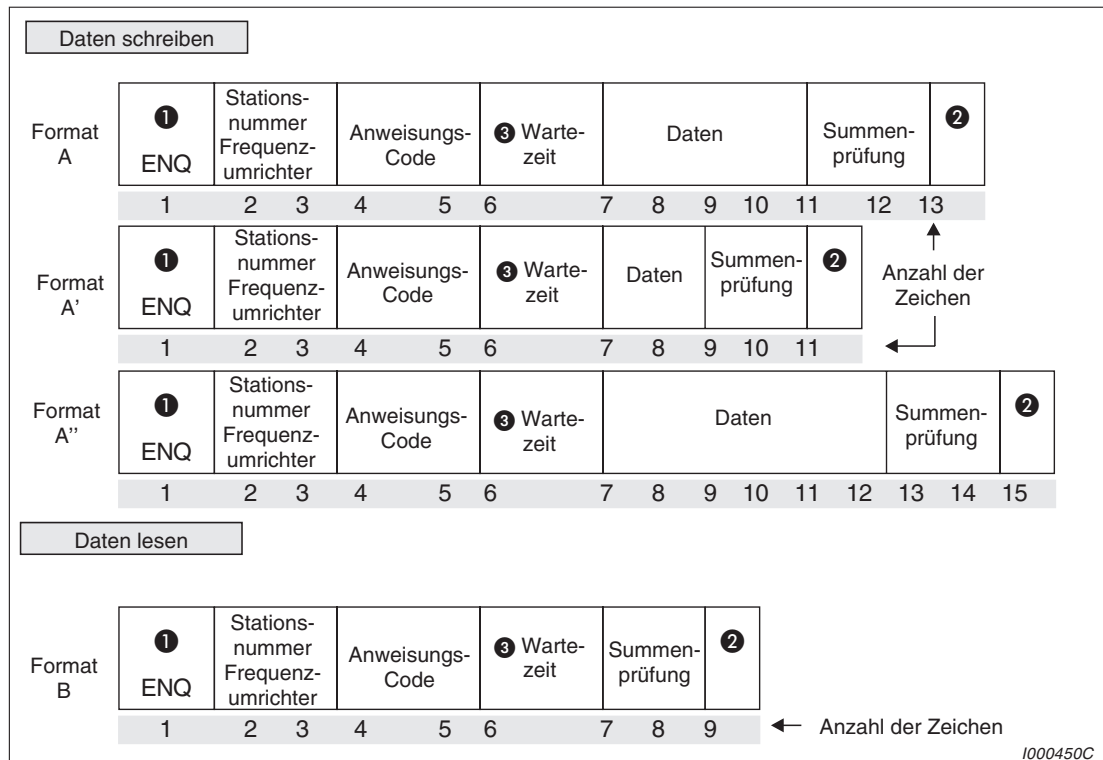 Daten schreiben
Format
A
❶
ENQ
Stations-
nummer
Frequenz-
umrichter
Anweisungs-
Code
❸ Warte-
zeit
Daten
Summen-
prüfung
❷
1 2 3 4 5 6 7 8 9 10 11 12 13
Format
A'
❶
ENQ
Stations-
nummer
Frequenz-
umrichter
Anweisungs-
Code
❸ Warte-
zeit
Daten
Summen-
prüfung
❷
Anzahl der
Zeichen
1 2 3 4 5 6 7 8 9 10 11
Format
A''
❶
ENQ
Stations-
nummer
Frequenz-
umrichter
Anweisungs-
Code
❸ Warte-
zeit
Daten
Summen-
prüfung
❷
1 2 3 4 5 6 7 8 9 10 11 12 13 14 15
Daten lesen
Format
B
❶
ENQ
Stations-
nummer
Frequenz-
umrichter
Anweisungs-
Code
❸ Warte-
zeit
Summen-
prüfung
❷
1 2 3 4 5 6 7 8 9
Anzahl der Zeichen
I000450C